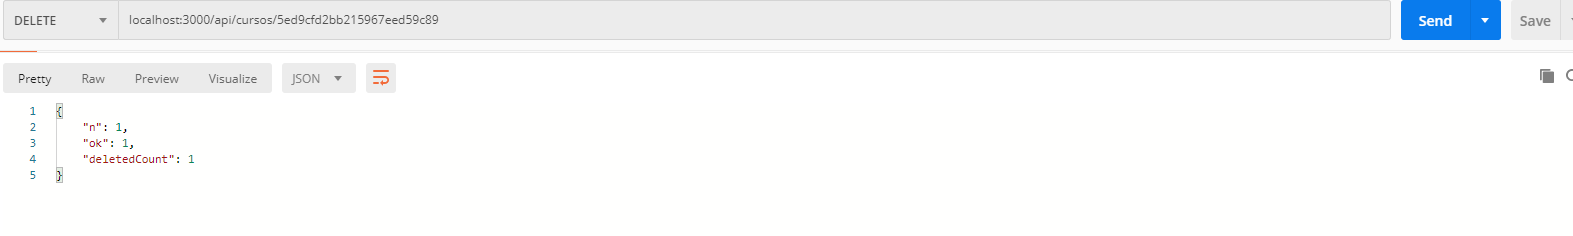 DELETE localhost:3000/api/cursos/5ed9cfd2bb215967eed59c89 Send Save
Pretty Raw Preview Visualize JSON
1 {
2 "n": 1,
3 "ok": 1,
4 "deletedCount": 1
5 }